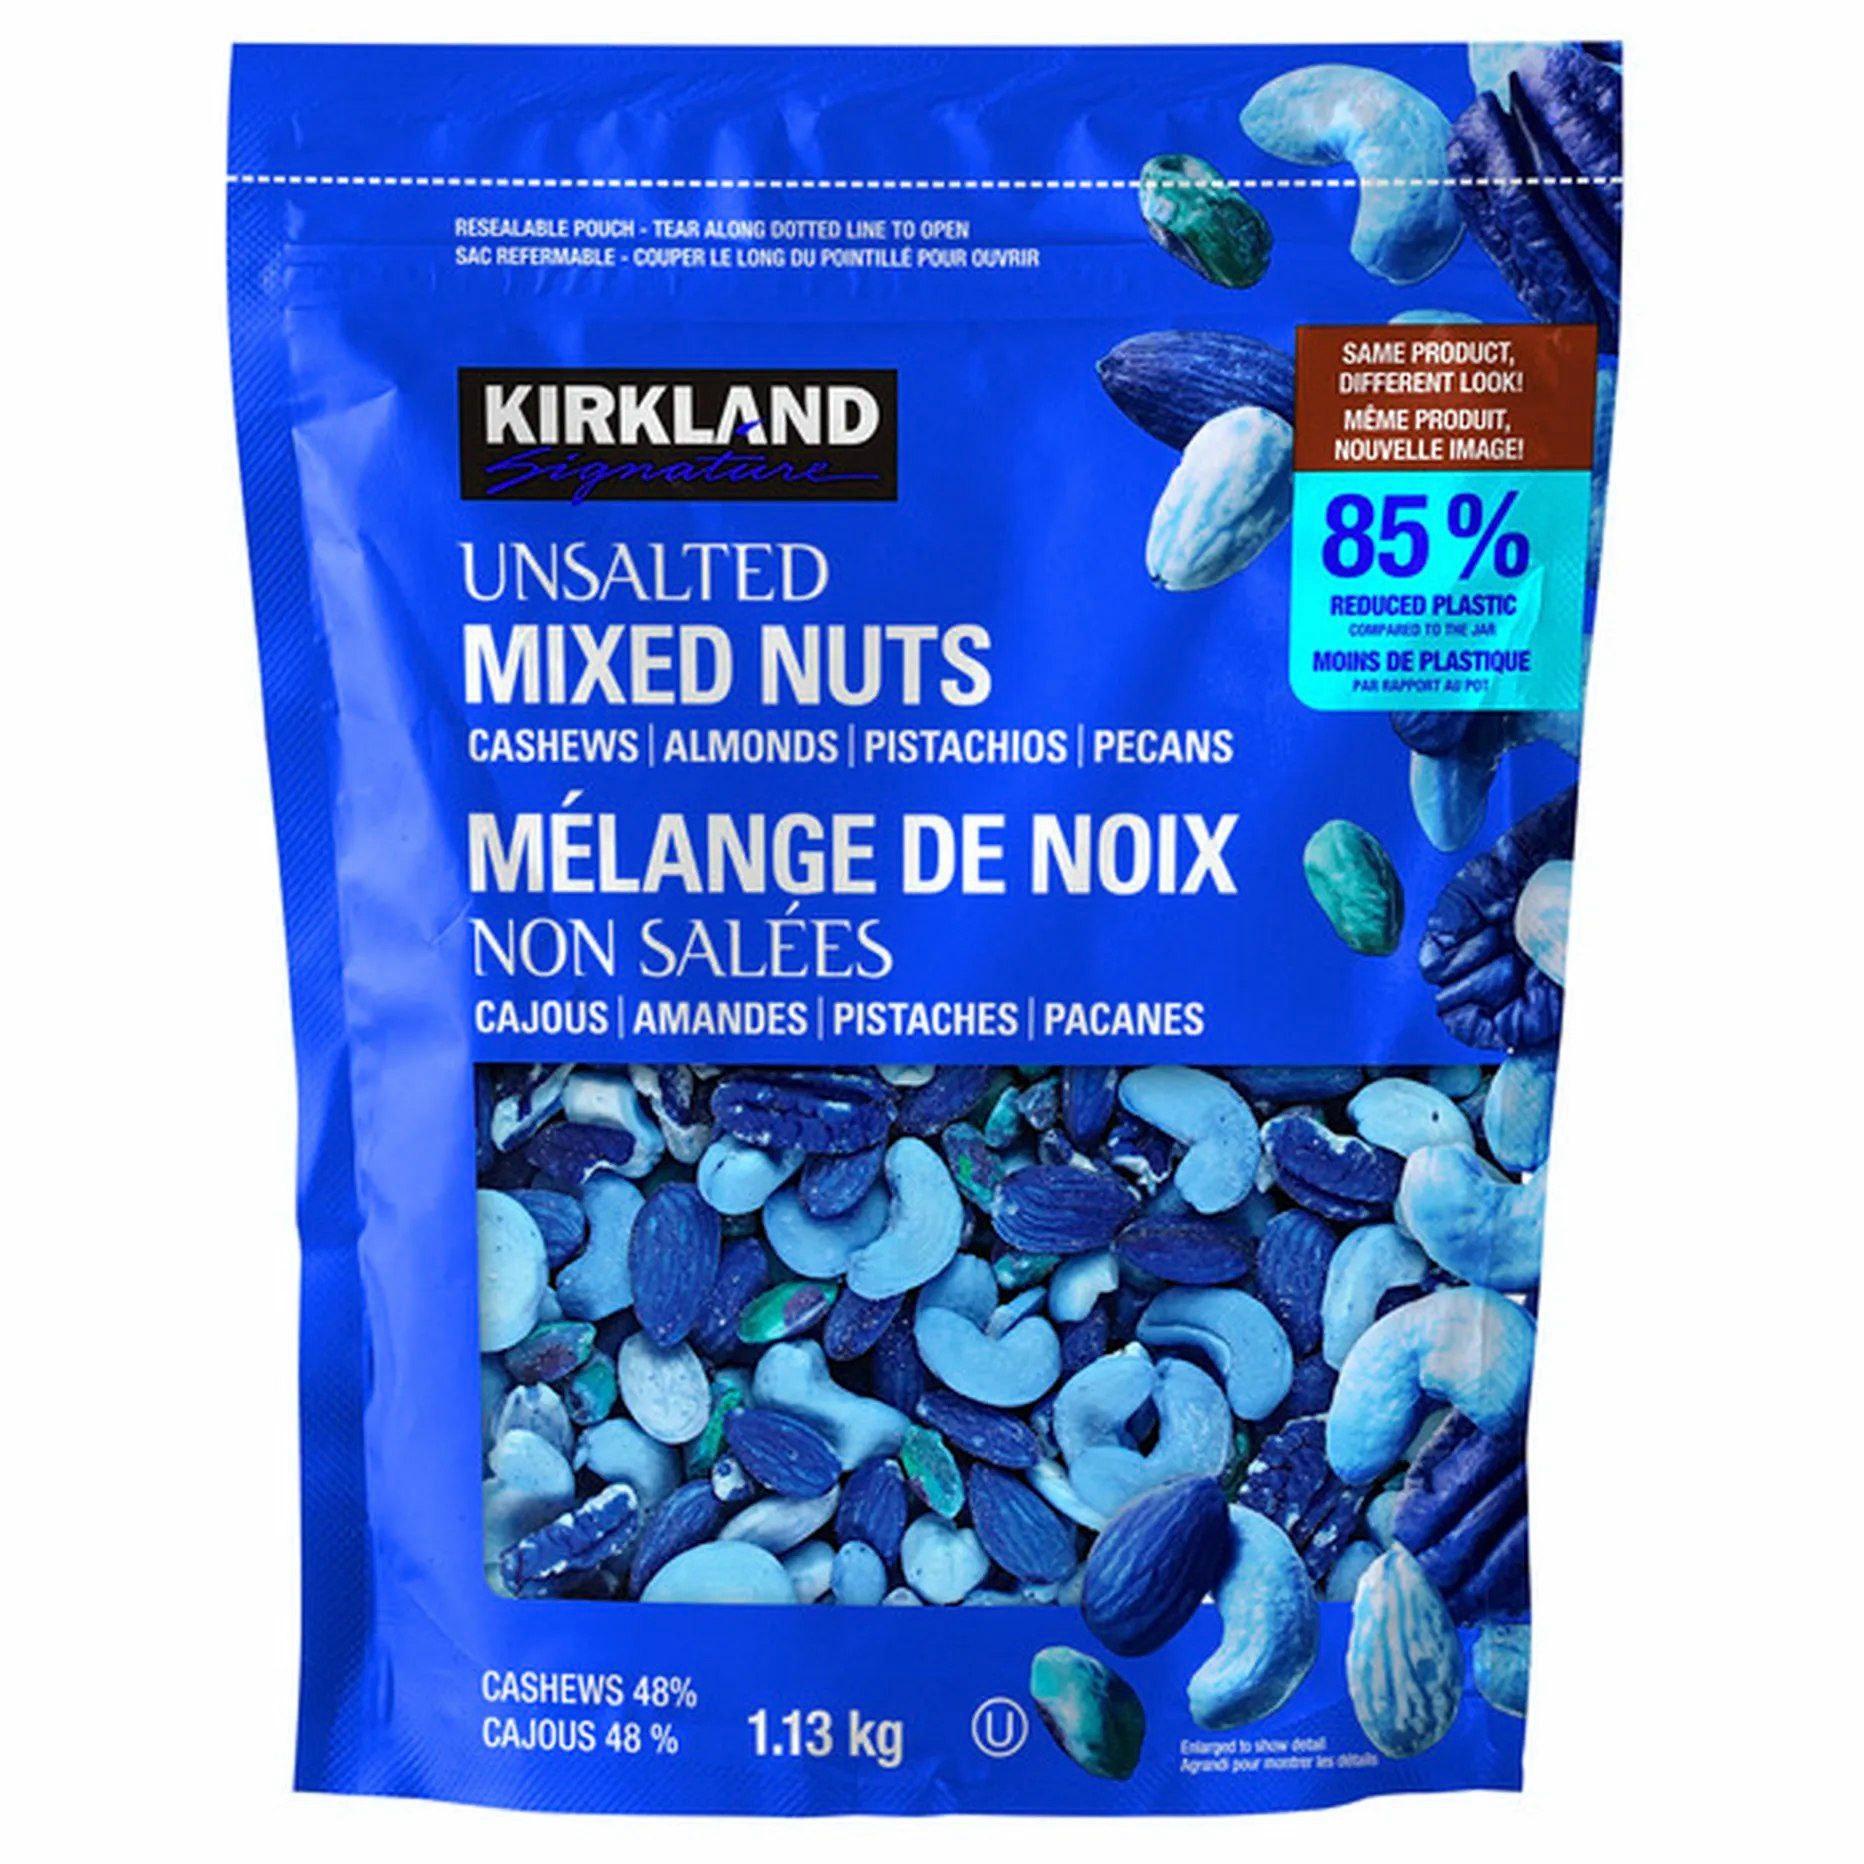 RESEALABLE POUCH - TEAR ALONG DOTTED LINE TO OPEN
SAC REFERMABLE - COUPER LE LONG DU POINTILLÉ POUR OUVRIR
KIRKLAND
Signature
SAME PRODUCT,
DIFFERENT LOOK!
MÊME PRODUIT,
NOUVELLE IMAGE!
85 %
REDUCED PLASTIC
COMPARED TO THE JAR
MOINS DE PLASTIQUE
PAR RAPPORT AU POT
UNSALTED
MIXED NUTS
CASHEWS | ALMONDS | PISTACHIOS | PECANS
MÉLANGE DE NOIX
NON SALÉES
CAJOUS | AMANDES | PISTACHES | PACANES
CASHEWS 48%
CAJOUS 48 %
1.13 kg
U
Enlarged to show detail
Agrandi pour montrer les détails